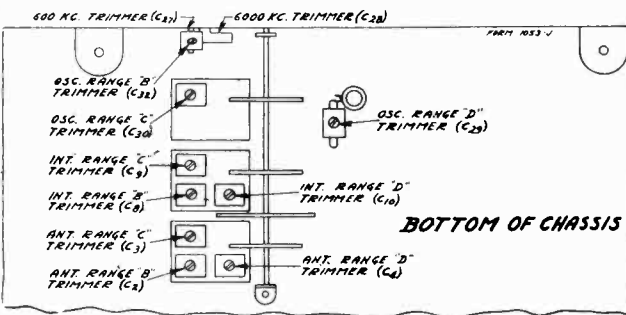 600 KC. TRIMMER (C27)
6000 KC. TRIMMER (C28)
FORM 1053-J
OSC. RANGE "B"
TRIMMER (C32)
OSC. RANGE "C"
TRIMMER (C30)
OSC. RANGE "D"
TRIMMER (C29)
INT. RANGE "C"
TRIMMER (C9)
INT. RANGE "B"
TRIMMER (C8)
INT. RANGE "D"
TRIMMER (C10)
BOTTOM OF CHASSIS
ANT. RANGE "C"
TRIMMER (C3)
ANT. RANGE "B"
TRIMMER (C2)
ANT. RANGE "D"
TRIMMER (C4)